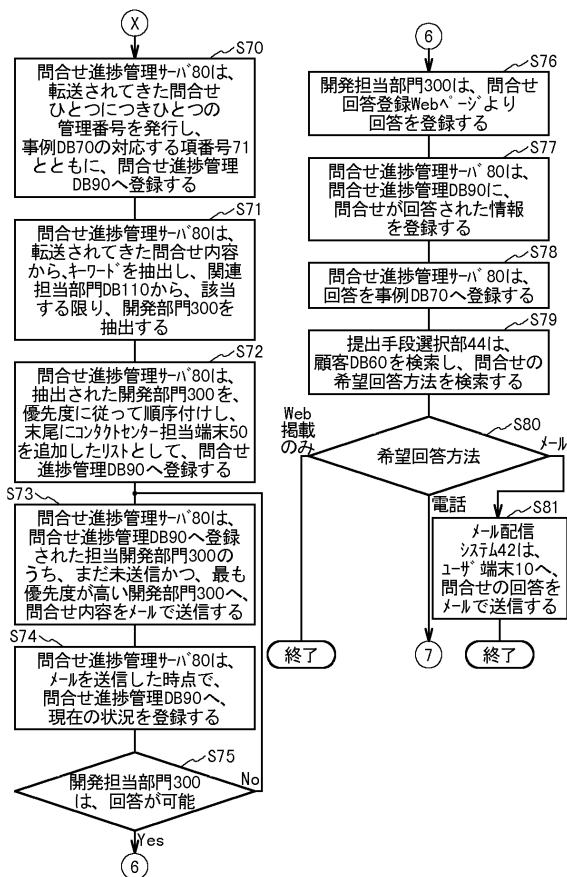 X
S70
問合せ進捗管理サーバ80は、
転送されてきた問合せ
ひとつにつきひとつの
管理番号を発行し、
事例DB70の対応する項番号71
とともに、問合せ進捗管理
DB90へ登録する
S71
問合せ進捗管理サーバ80は、
転送されてきた問合せ内容
から、キーワードを抽出し、関連
担当部門DB110から、該当
する限り、開発部門300を
抽出する
S72
問合せ進捗管理サーバ80は、
抽出された開発部門300を、
優先度に従って順序付けし、
末尾にコンタクトセンター担当端末50
を追加したリストとして、問合せ
進捗管理DB90へ登録する
S73
問合せ進捗管理サーバ80は、
問合せ進捗管理DB90へ登録
された担当開発部門300の
うち、まだ未送信かつ、最も
優先度が高い開発部門300へ、
問合せ内容をメールで送信する
S74
問合せ進捗管理サーバ80は、
メールを送信した時点で、
問合せ進捗管理DB90へ、
現在の状況を登録する
S75
開発担当部門300
は、回答が可能
No
Yes
6
6
S76
開発担当部門300は、問合せ
回答登録Webページより
回答を登録する
S77
問合せ進捗管理サーバ80は、
問合せ進捗管理DB90に、
問合せが回答された情報
を登録する
S78
問合せ進捗管理サーバ80は、
回答を事例DB70へ登録する
S79
提出手段選択部44は、
顧客DB60を検索し、問合せの
希望回答方法を検索する
S80
希望回答方法
Web
掲載
のみ
メール
電話
S81
メール配信
システム42は、
ユーザ端末10へ、
問合せの回答を
メールで送信する
終了
7
終了